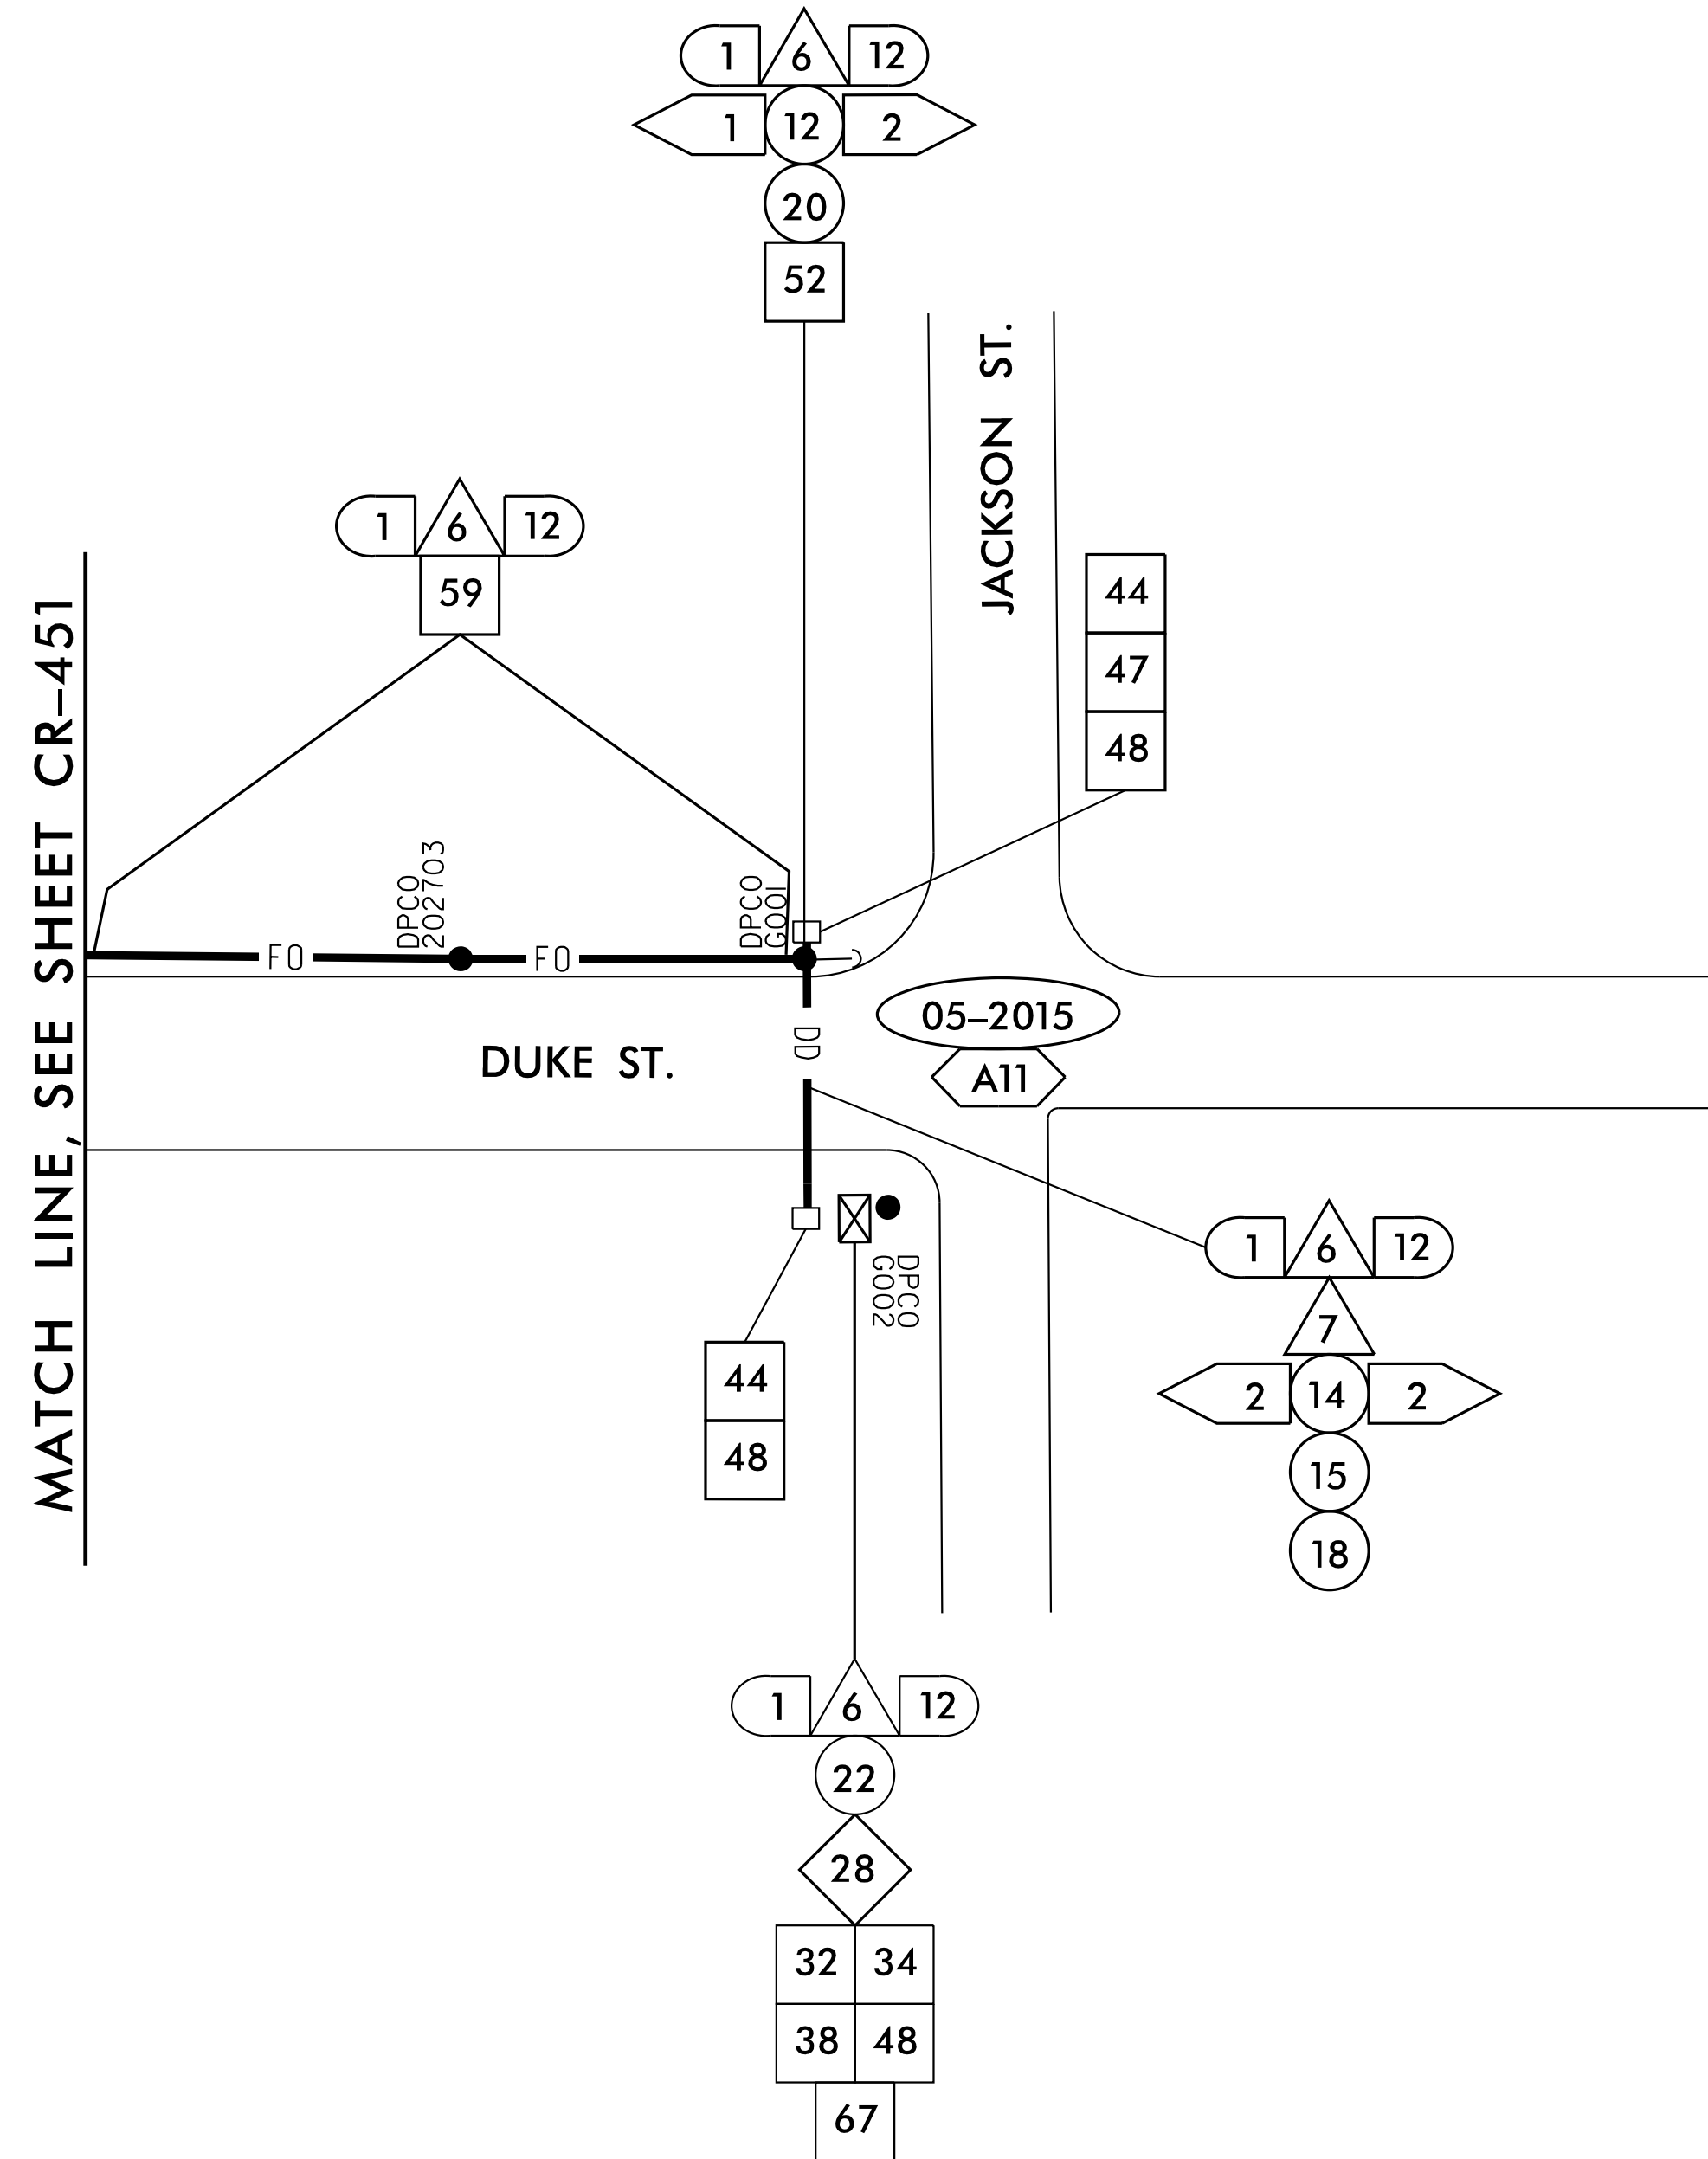 1 6 12
1 12 2
20
52
JACKSON ST.
1 6 12
59
44
47
48
MATCH LINE, SEE SHEET CR–451
DPCO
202703
DPCO
G001
FO FO
DD
05–2015
A11
DUKE ST.
DPCO
G002
44
48
1 6 12
7
2 14 2
15
18
1 6 12
22
28
32 34
38 48
67